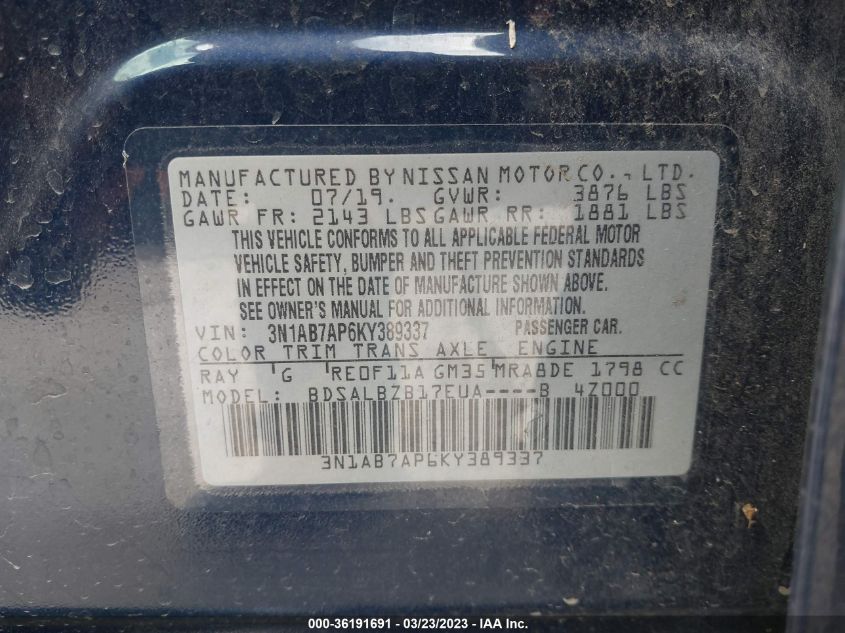 MANUFACTURED BY NISSAN MOTOR CO., LTD.
DATE: 07/19. GVWR: 3876 LBS
GAWR FR: 2143 LBS GAWR RR: 1881 LBS
THIS VEHICLE CONFORMS TO ALL APPLICABLE FEDERAL MOTOR
VEHICLE SAFETY, BUMPER AND THEFT PREVENTION STANDARDS
IN EFFECT ON THE DATE OF MANUFACTURE SHOWN ABOVE.
SEE OWNER'S MANUAL FOR ADDITIONAL INFORMATION.
VIN: 3N1AB7AP6KY389337 PASSENGER CAR.
COLOR TRIM TRANS AXLE ENGINE
RAY G RE0F11A GM35 MRA8DE 1798 CC
MODEL: BDSALBZB17EUA----B 4Z000
3N1AB7AP6KY389337
000-36191691 - 03/23/2023 - IAA Inc.